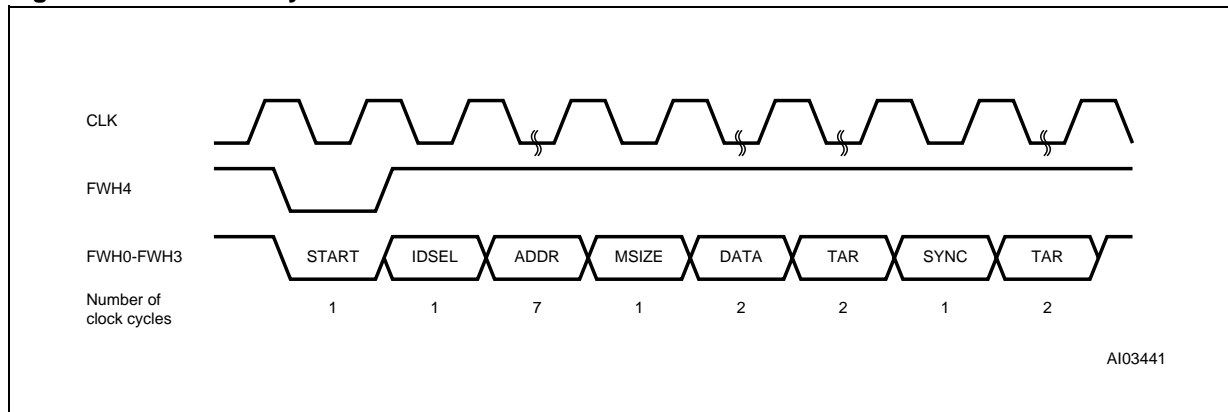 CLK
FWH4
FWH0-FWH3 START IDSEL ADDR MSIZE DATA TAR SYNC TAR
Number of
clock cycles 1 1 7 1 2 2 1 2
AI03441